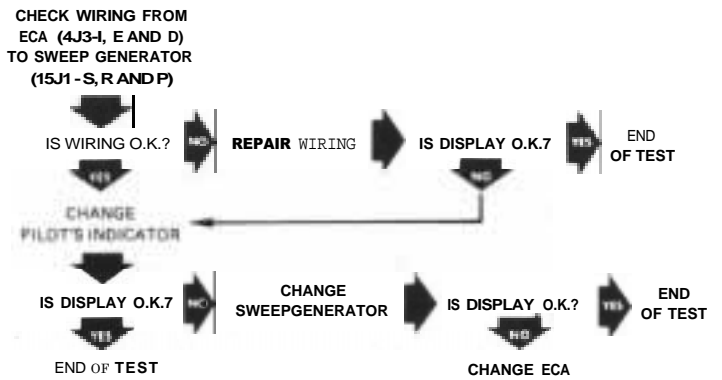 CHECK WIRING FROM
ECA (4J3-I, E AND D)
TO SWEEP GENERATOR
(15J1 - S, R AND P)
IS WIRING O.K.?
NO
REPAIR WIRING
IS DISPLAY O.K.7
YES
END
OF TEST
YES
NO
CHANGE
PILOT'S INDICATOR
IS DISPLAY O.K.7
NO
CHANGE
SWEEPGENERATOR
IS DISPLAY O.K.?
YES
END
OF TEST
YES
NO
END OF TEST
CHANGE ECA